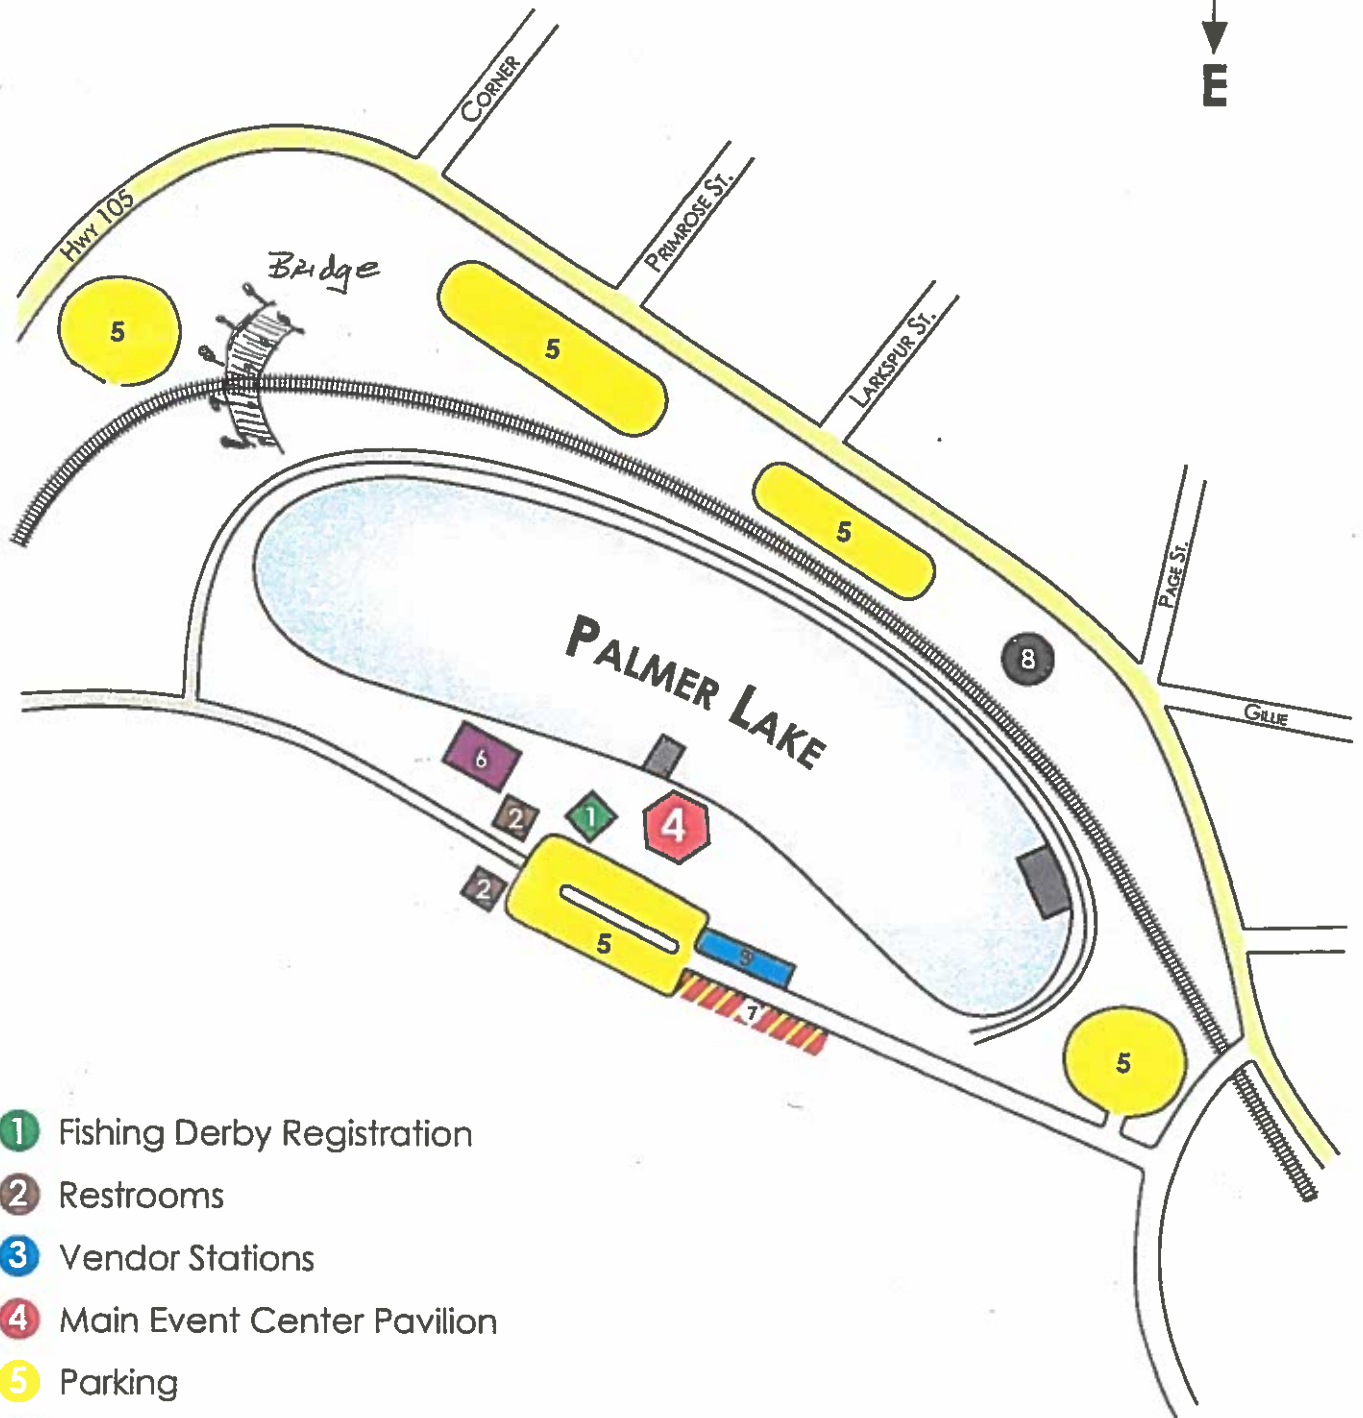 E
CORNER
PRIMROSE ST.
HWY 105
Bridge
5
5
LARKSPUR ST.
5
PAGE ST.
8
GILLIE
PALMER LAKE
6
2
1
4
2
5
3
7
5
1 Fishing Derby Registration
2 Restrooms
3 Vendor Stations
4 Main Event Center Pavilion
5 Parking